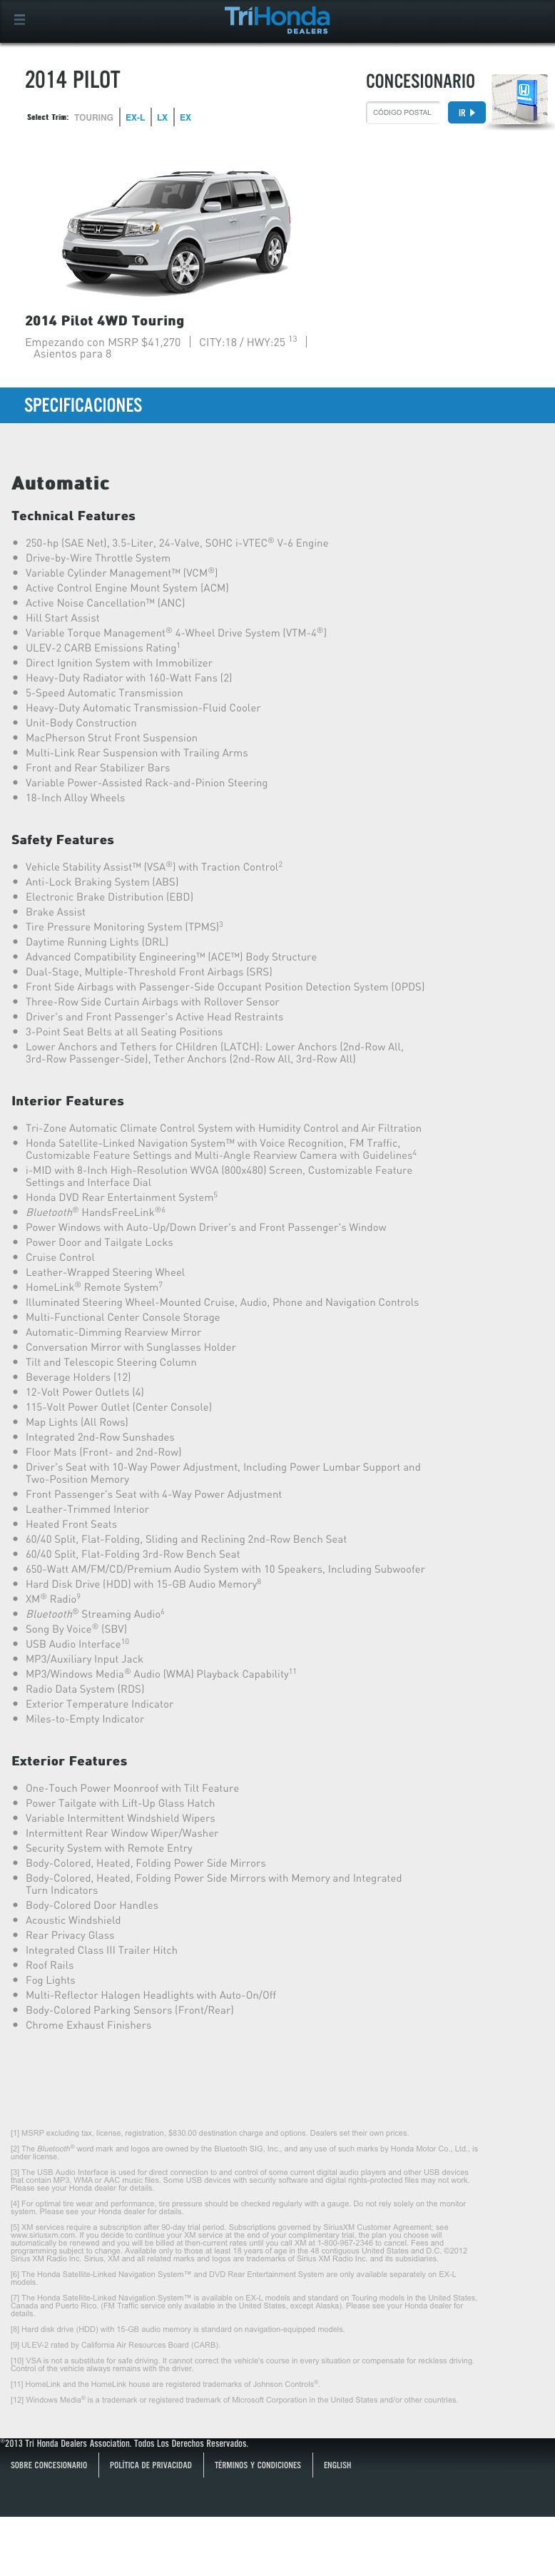 TriHonda
DEALERS
2014 PILOT
Select Trim: TOURING | EX-L | LX | EX
CONCESIONARIO
CÓDIGO POSTAL
IR
2014 Pilot 4WD Touring
Empezando con MSRP $41,270 | CITY:18 / HWY:25 13 |
Asientos para 8
SPECIFICACIONES
Automatic
Technical Features
250-hp (SAE Net), 3.5-Liter, 24-Valve, SOHC i-VTEC® V-6 Engine
Drive-by-Wire Throttle System
Variable Cylinder Management™ (VCM®)
Active Control Engine Mount System (ACM)
Active Noise Cancellation™ (ANC)
Hill Start Assist
Variable Torque Management® 4-Wheel Drive System (VTM-4®)
ULEV-2 CARB Emissions Rating1
Direct Ignition System with Immobilizer
Heavy-Duty Radiator with 160-Watt Fans (2)
5-Speed Automatic Transmission
Heavy-Duty Automatic Transmission-Fluid Cooler
Unit-Body Construction
MacPherson Strut Front Suspension
Multi-Link Rear Suspension with Trailing Arms
Front and Rear Stabilizer Bars
Variable Power-Assisted Rack-and-Pinion Steering
18-Inch Alloy Wheels
Safety Features
Vehicle Stability Assist™ (VSA®) with Traction Control2
Anti-Lock Braking System (ABS)
Electronic Brake Distribution (EBD)
Brake Assist
Tire Pressure Monitoring System (TPMS)3
Daytime Running Lights (DRL)
Advanced Compatibility Engineering™ (ACE™) Body Structure
Dual-Stage, Multiple-Threshold Front Airbags (SRS)
Front Side Airbags with Passenger-Side Occupant Position Detection System (OPDS)
Three-Row Side Curtain Airbags with Rollover Sensor
Driver's and Front Passenger's Active Head Restraints
3-Point Seat Belts at all Seating Positions
Lower Anchors and Tethers for CHildren (LATCH): Lower Anchors (2nd-Row All,
3rd-Row Passenger-Side), Tether Anchors (2nd-Row All, 3rd-Row All)
Interior Features
Tri-Zone Automatic Climate Control System with Humidity Control and Air Filtration
Honda Satellite-Linked Navigation System™ with Voice Recognition, FM Traffic,
Customizable Feature Settings and Multi-Angle Rearview Camera with Guidelines4
i-MID with 8-Inch High-Resolution WVGA (800x480) Screen, Customizable Feature
Settings and Interface Dial
Honda DVD Rear Entertainment System5
Bluetooth® HandsFreeLink®6
Power Windows with Auto-Up/Down Driver's and Front Passenger's Window
Power Door and Tailgate Locks
Cruise Control
Leather-Wrapped Steering Wheel
HomeLink® Remote System7
Illuminated Steering Wheel-Mounted Cruise, Audio, Phone and Navigation Controls
Multi-Functional Center Console Storage
Automatic-Dimming Rearview Mirror
Conversation Mirror with Sunglasses Holder
Tilt and Telescopic Steering Column
Beverage Holders (12)
12-Volt Power Outlets (4)
115-Volt Power Outlet (Center Console)
Map Lights (All Rows)
Integrated 2nd-Row Sunshades
Floor Mats (Front- and 2nd-Row)
Driver's Seat with 10-Way Power Adjustment, Including Power Lumbar Support and
Two-Position Memory
Front Passenger's Seat with 4-Way Power Adjustment
Leather-Trimmed Interior
Heated Front Seats
60/40 Split, Flat-Folding, Sliding and Reclining 2nd-Row Bench Seat
60/40 Split, Flat-Folding 3rd-Row Bench Seat
650-Watt AM/FM/CD/Premium Audio System with 10 Speakers, Including Subwoofer
Hard Disk Drive (HDD) with 15-GB Audio Memory8
XM® Radio9
Bluetooth® Streaming Audio6
Song By Voice® (SBV)
USB Audio Interface10
MP3/Auxiliary Input Jack
MP3/Windows Media® Audio (WMA) Playback Capability11
Radio Data System (RDS)
Exterior Temperature Indicator
Miles-to-Empty Indicator
Exterior Features
One-Touch Power Moonroof with Tilt Feature
Power Tailgate with Lift-Up Glass Hatch
Variable Intermittent Windshield Wipers
Intermittent Rear Window Wiper/Washer
Security System with Remote Entry
Body-Colored, Heated, Folding Power Side Mirrors
Body-Colored, Heated, Folding Power Side Mirrors with Memory and Integrated
Turn Indicators
Body-Colored Door Handles
Acoustic Windshield
Rear Privacy Glass
Integrated Class III Trailer Hitch
Roof Rails
Fog Lights
Multi-Reflector Halogen Headlights with Auto-On/Off
Body-Colored Parking Sensors (Front/Rear)
Chrome Exhaust Finishers
[1] MSRP excluding tax, license, registration, $830.00 destination charge and options. Dealers set their own prices.
[2] The Bluetooth® word mark and logos are owned by the Bluetooth SIG, Inc., and any use of such marks by Honda Motor Co., Ltd., is
under license.
[3] The USB Audio Interface is used for direct connection to and control of some current digital audio players and other USB devices
that contain MP3, WMA or AAC music files. Some USB devices with security software and digital rights-protected files may not work.
Please see your Honda dealer for details.
[4] For optimal tire wear and performance, tire pressure should be checked regularly with a gauge. Do not rely solely on the monitor
system. Please see your Honda dealer for details.
[5] XM services require a subscription after 90-day trial period. Subscriptions governed by SiriusXM Customer Agreement; see
www.siriusxm.com. If you decide to continue your XM service at the end of your complimentary trial, the plan you choose will
automatically be renewed and you will be billed at then-current rates until you call XM at 1-800-967-2346 to cancel. Fees and
programming subject to change. Available only to those at least 18 years of age in the 48 contiguous United States and D.C. ©2012
Sirius XM Radio Inc. Sirius, XM and all related marks and logos are trademarks of Sirius XM Radio Inc. and its subsidiaries.
[6] The Honda Satellite-Linked Navigation System™ and DVD Rear Entertainment System are only available separately on EX-L
models.
[7] The Honda Satellite-Linked Navigation System™ is available on EX-L models and standard on Touring models in the United States,
Canada and Puerto Rico. (FM Traffic service only available in the United States, except Alaska). Please see your Honda dealer for
details.
[8] Hard disk drive (HDD) with 15-GB audio memory is standard on navigation-equipped models.
[9] ULEV-2 rated by California Air Resources Board (CARB).
[10] VSA is not a substitute for safe driving. It cannot correct the vehicle's course in every situation or compensate for reckless driving.
Control of the vehicle always remains with the driver.
[11] HomeLink and the HomeLink house are registered trademarks of Johnson Controls®.
[12] Windows Media® is a trademark or registered trademark of Microsoft Corporation in the United States and/or other countries.
©2013 Tri Honda Dealers Association. Todos Los Derechos Reservados.
SOBRE CONCESIONARIO | POLÍTICA DE PRIVACIDAD | TÉRMINOS Y CONDICIONES | ENGLISH